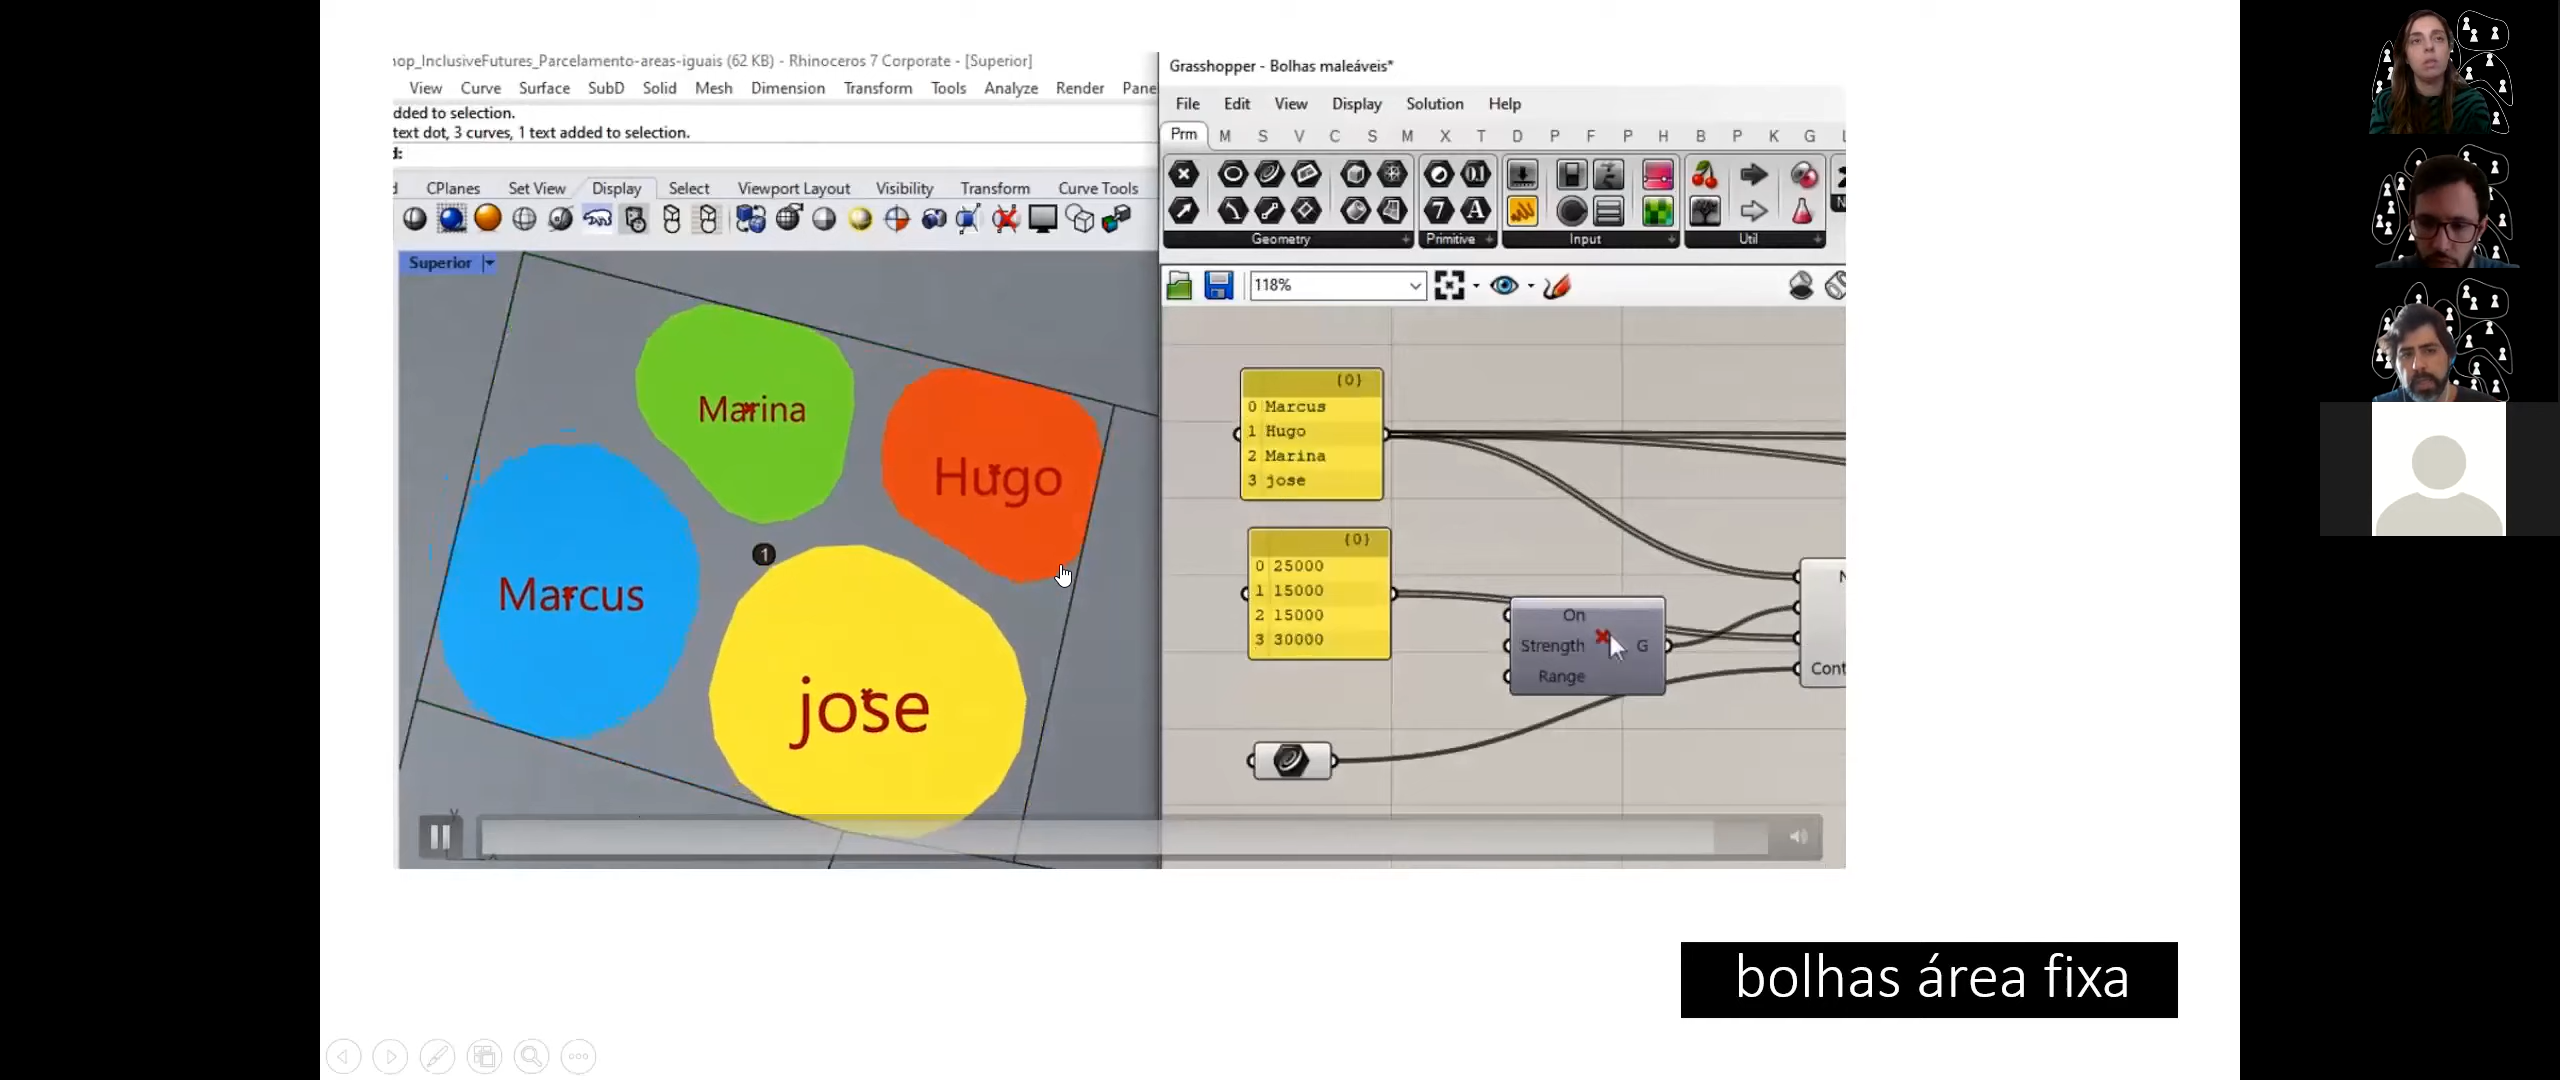 hop_InclusiveFutures_Parcelamento-areas-iguais (62 KB) - Rhinoceros 7 Corporate - [Superior]
View Curve Surface SubD Solid Mesh Dimension Transform Tools Analyze Render Pane
dded to selection.
text dot, 3 curves, 1 text added to selection.
d:
CPlanes Set View Display Select Viewport Layout Visibility Transform Curve Tools
Superior
Marina
Hugo
1
Marcus
jose
Grasshopper - Bolhas maleáveis*
File Edit View Display Solution Help
Prm M S V C S M X T D P F P H B P K G
Geometry Primitive Input Util
118%
{0}
0 Marcus
1 Hugo
2 Marina
3 jose
{0}
0 25000
1 15000
2 15000
3 30000
On
Strength G
Range
N
Cont
bolhas área fixa